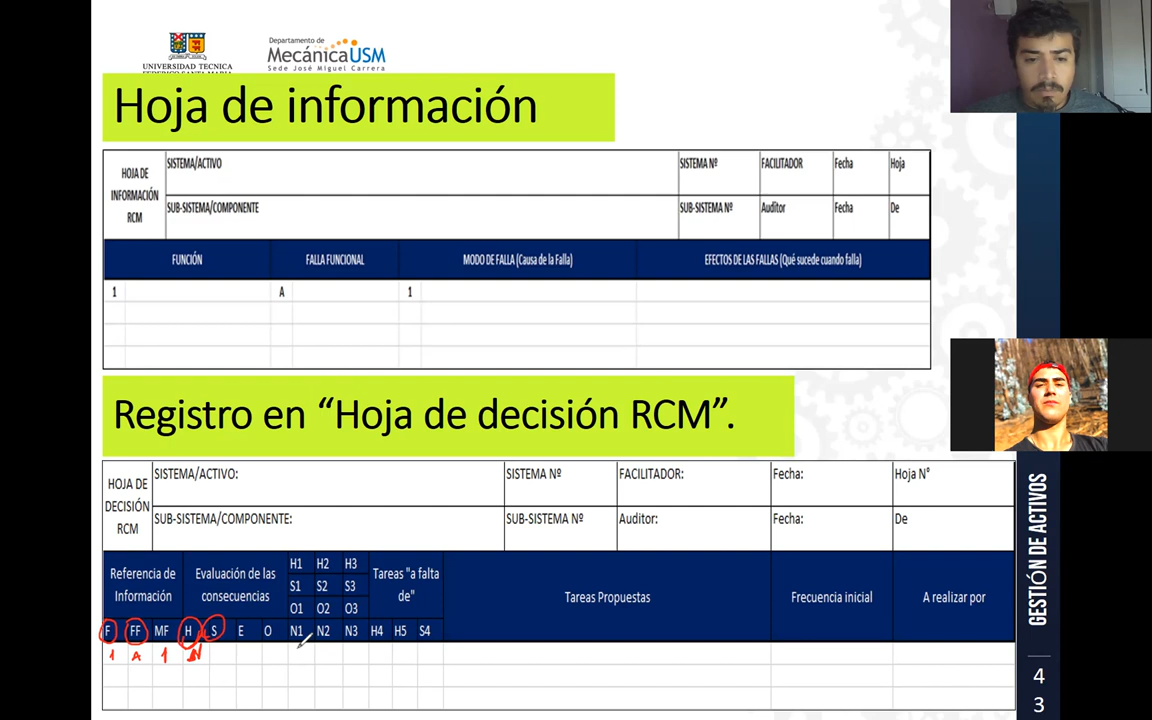 UNIVERSIDAD TECNICA
FEDERICO SANTA MARIA
Departamento de
MecánicaUSM
Sede José Miguel Carrera
Hoja de información
HOJA DE
INFORMACIÓN
RCM
SISTEMA/ACTIVO
SISTEMA Nº
FACILITADOR
Fecha
Hoja
SUB-SISTEMA/COMPONENTE
SUB-SISTEMA Nº
Auditor
Fecha
De
FUNCIÓN
FALLA FUNCIONAL
MODO DE FALLA (Causa de la Falla)
EFECTOS DE LAS FALLAS (Qué sucede cuando falla)
1
A
1
Registro en “Hoja de decisión RCM”.
HOJA DE
DECISIÓN
RCM
SISTEMA/ACTIVO:
SISTEMA Nº
FACILITADOR:
Fecha:
Hoja N°
SUB-SISTEMA/COMPONENTE:
SUB-SISTEMA Nº
Auditor:
Fecha:
De
Referencia de
Información
Evaluación de las
consecuencias
H1 H2 H3
S1 S2 S3
O1 O2 O3
Tareas "a falta
de"
Tareas Propuestas
Frecuencia inicial
A realizar por
F FF MF H S E O N1 N2 N3 H4 H5 S4
1 A 1 N
GESTIÓN DE ACTIVOS
4
3